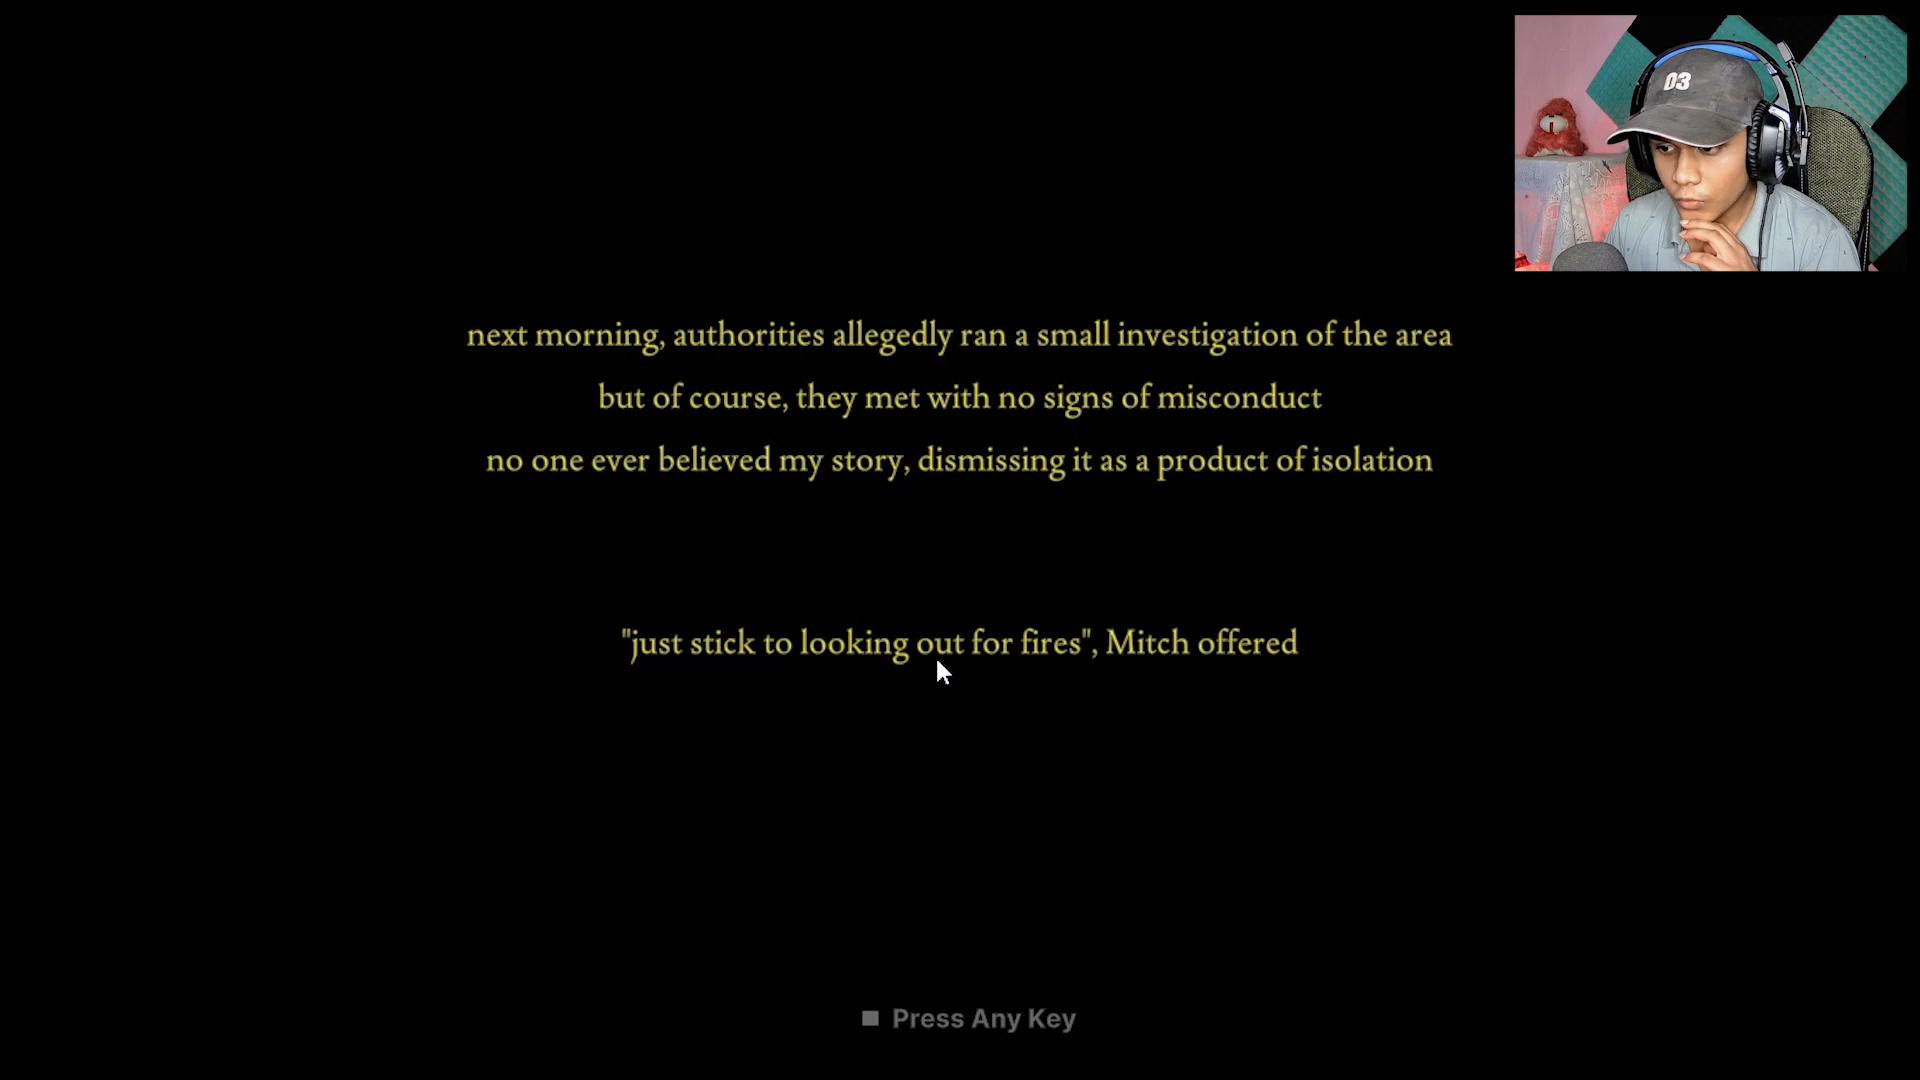 03
next morning, authorities allegedly ran a small investigation of the area
but of course, they met with no signs of misconduct
no one ever believed my story, dismissing it as a product of isolation
"just stick to looking out for fires", Mitch offered
Press Any Key